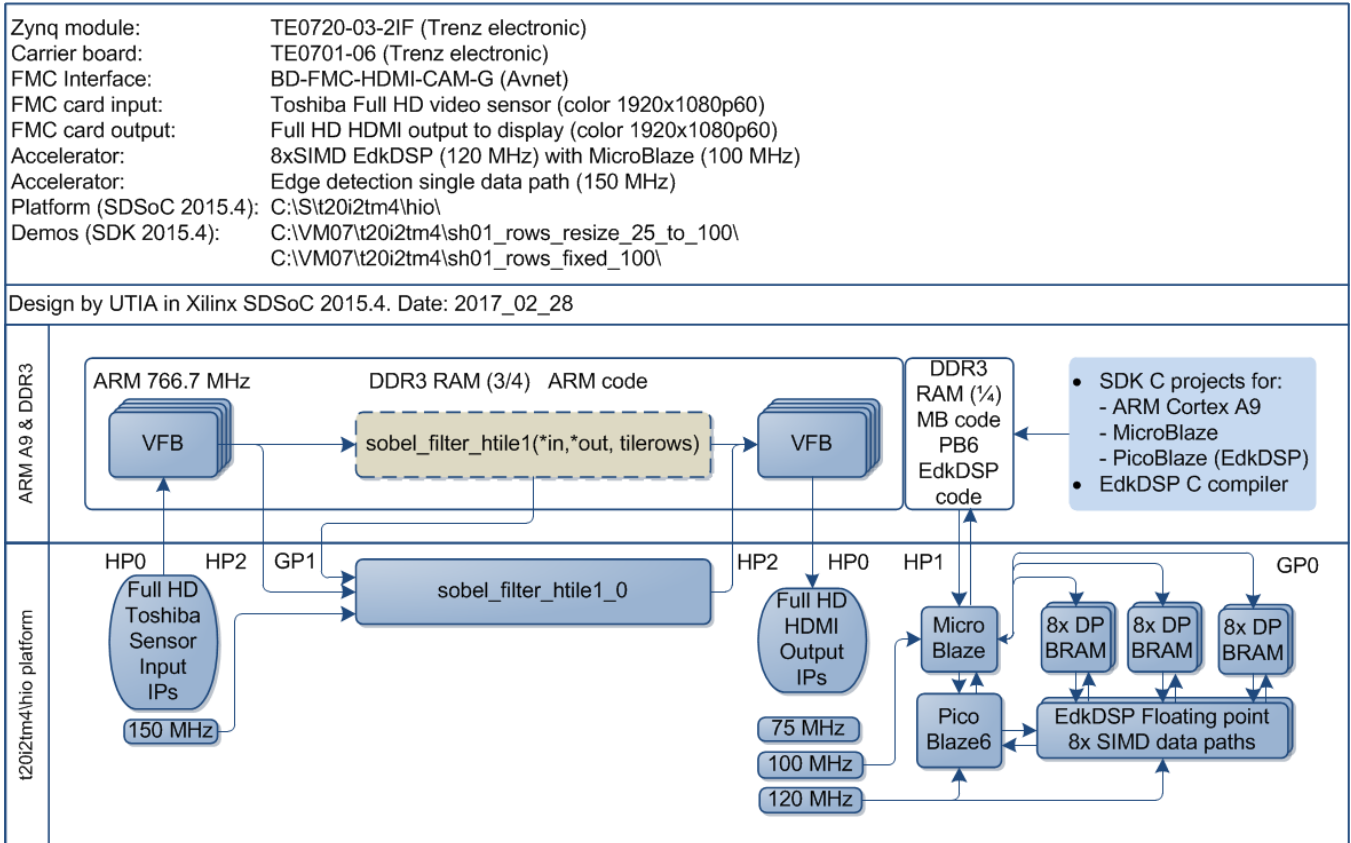 Zynq module: TE0720-03-2IF (Trenz electronic)
Carrier board: TE0701-06 (Trenz electronic)
FMC Interface: BD-FMC-HDMI-CAM-G (Avnet)
FMC card input: Toshiba Full HD video sensor (color 1920x1080p60)
FMC card output: Full HD HDMI output to display (color 1920x1080p60)
Accelerator: 8xSIMD EdkDSP (120 MHz) with MicroBlaze (100 MHz)
Accelerator: Edge detection single data path (150 MHz)
Platform (SDSoC 2015.4): C:\S\t20i2tm4\hio\
Demos (SDK 2015.4): C:\VM07\t20i2tm4\sh01_rows_resize_25_to_100\
C:\VM07\t20i2tm4\sh01_rows_fixed_100\
Design by UTIA in Xilinx SDSoC 2015.4. Date: 2017_02_28
ARM A9 & DDR3
ARM 766.7 MHz
DDR3 RAM (3/4) ARM code
VFB
sobel_filter_htile1(*in,*out, tilerows)
VFB
DDR3
RAM (¼)
MB code
PB6
EdkDSP
code
• SDK C projects for:
- ARM Cortex A9
- MicroBlaze
- PicoBlaze (EdkDSP)
• EdkDSP C compiler
t20i2tm4\hio platform
HP0
HP2
GP1
HP2
HP0
HP1
GP0
Full HD
Toshiba
Sensor
Input
IPs
150 MHz
sobel_filter_htile1_0
Full HD
HDMI
Output
IPs
75 MHz
100 MHz
120 MHz
Micro
Blaze
Pico
Blaze6
8x DP
BRAM
8x DP
BRAM
8x DP
BRAM
EdkDSP Floating point
8x SIMD data paths